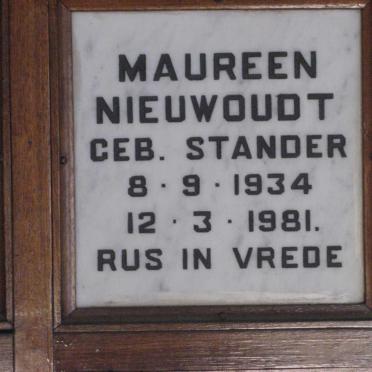 MAUREEN
NIEUWOUDT
GEB. STANDER
8 · 9 · 1934
12 · 3 · 1981.
RUS IN VREDE